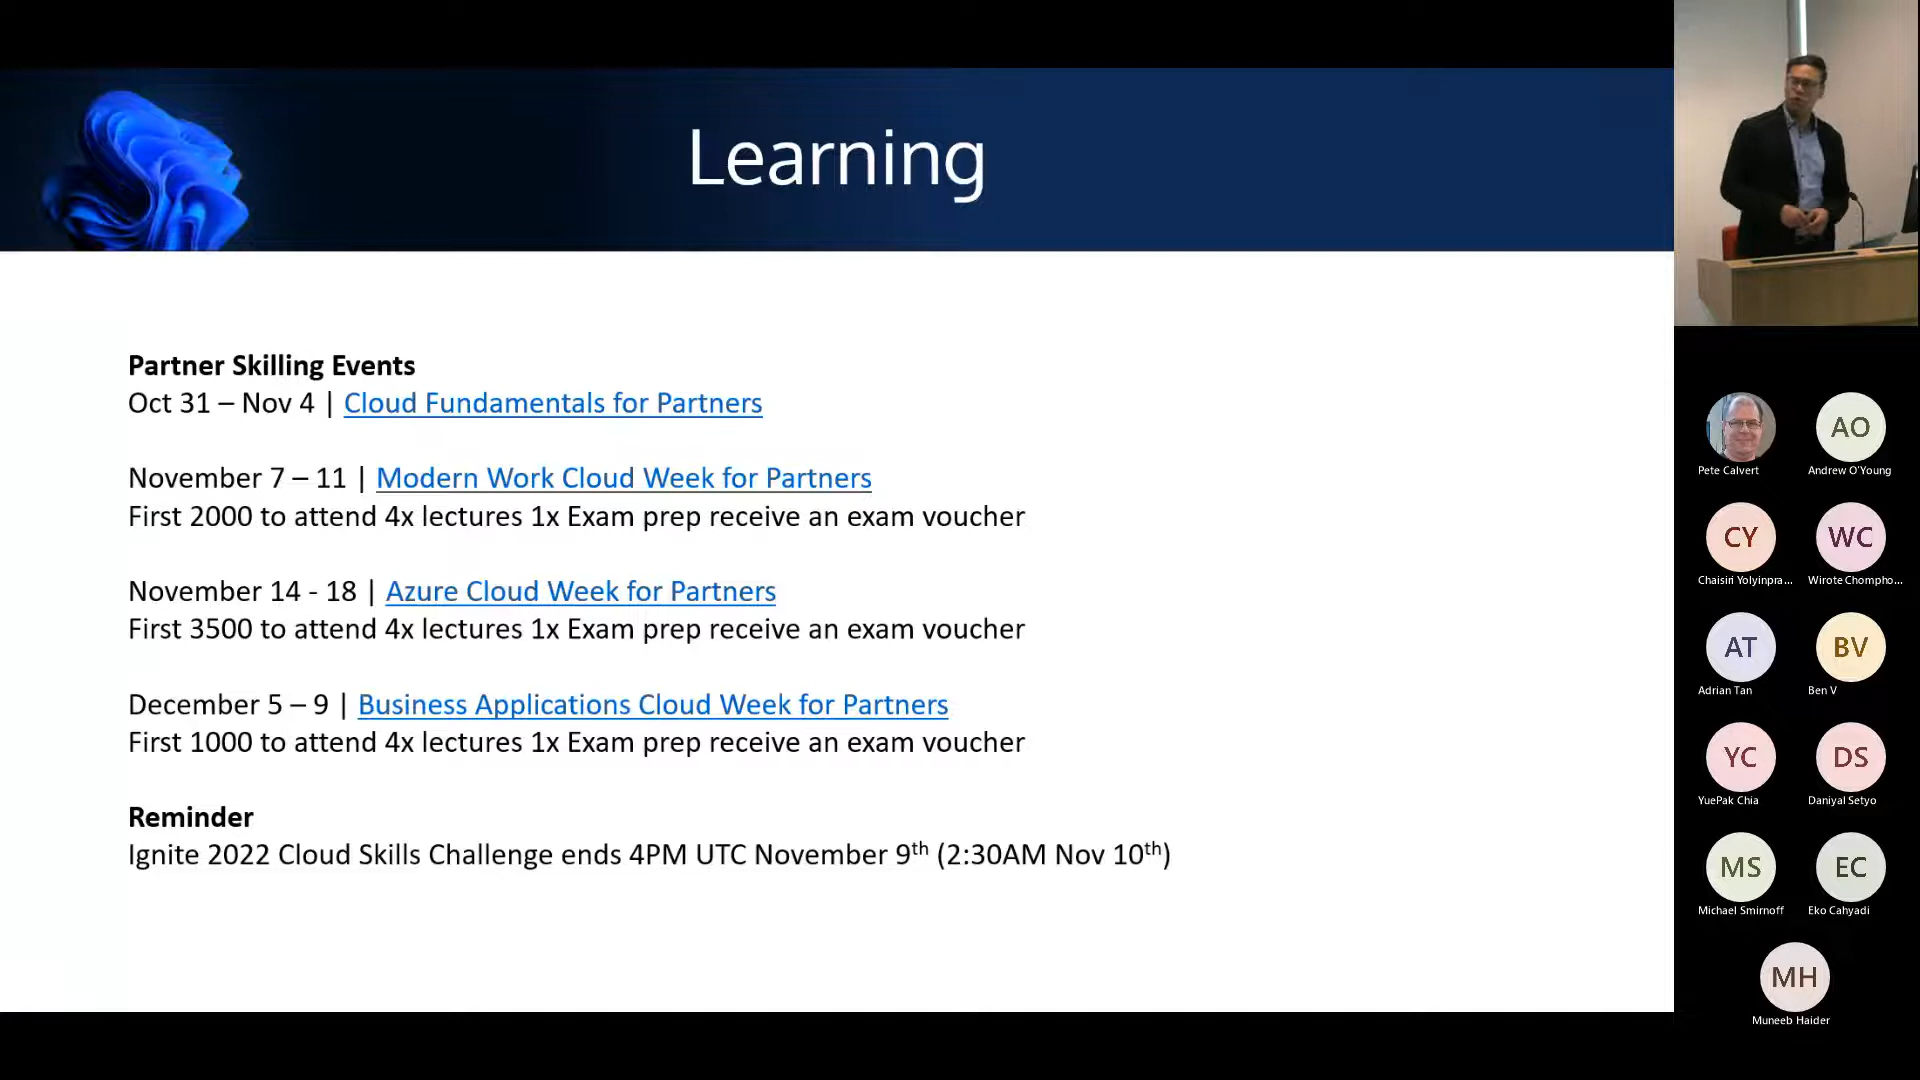 Learning
Partner Skilling Events
Oct 31 – Nov 4 | Cloud Fundamentals for Partners
November 7 – 11 | Modern Work Cloud Week for Partners
First 2000 to attend 4x lectures 1x Exam prep receive an exam voucher
November 14 - 18 | Azure Cloud Week for Partners
First 3500 to attend 4x lectures 1x Exam prep receive an exam voucher
December 5 – 9 | Business Applications Cloud Week for Partners
First 1000 to attend 4x lectures 1x Exam prep receive an exam voucher
Reminder
Ignite 2022 Cloud Skills Challenge ends 4PM UTC November 9th (2:30AM Nov 10th)
AO
Pete Calvert
Andrew O'Young
CY
WC
Chaisiri Yolyinpra...
Wirote Chompho...
AT
BV
Adrian Tan
Ben V
YC
DS
YuePak Chia
Daniyal Setyo
MS
EC
Michael Smirnoff
Eko Cahyadi
MH
Muneeb Haider